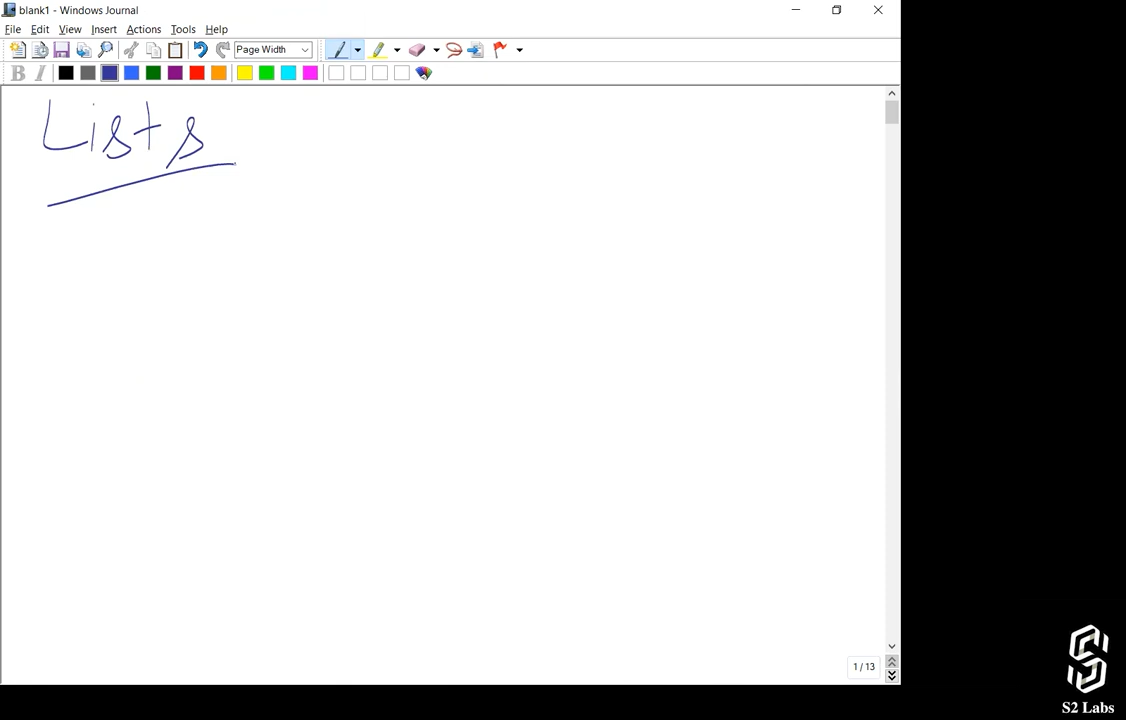 blank1 - Windows Journal
File Edit View Insert Actions Tools Help
Page Width
B I
Lists
1 / 13
S2 Labs